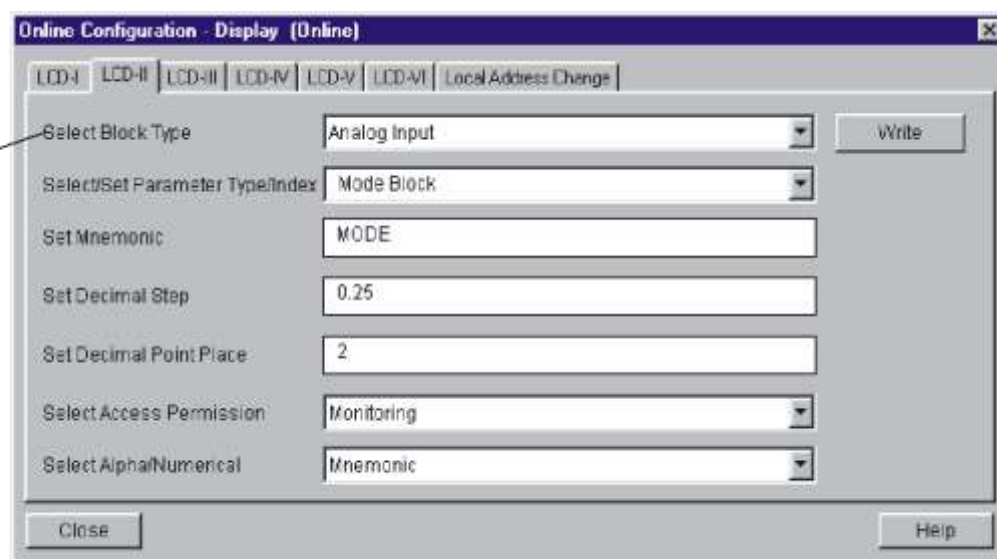 Online Configuration - Display (Online)
LCD-I LCD-II LCD-III LCD-IV LCD-V LCD-VI Local Address Change
Select Block Type Analog Input Write
Select/Set Parameter Type/Index Mode Block
Set Mnemonic MODE
Set Decimal Step 0.25
Set Decimal Point Place 2
Select Access Permission Monitoring
Select Alpha/Numerical Mnemonic
Close Help